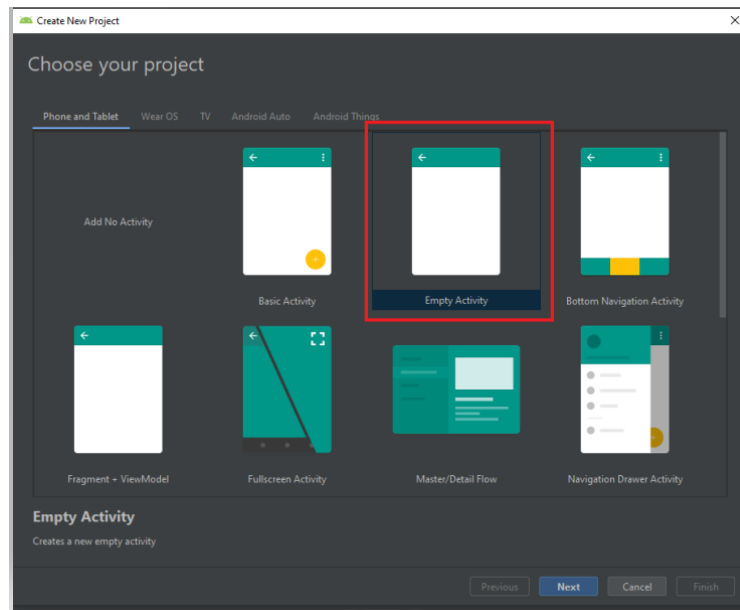 Create New Project
Choose your project
Phone and Tablet Wear OS TV Android Auto Android Things
Add No Activity
Basic Activity
Empty Activity
Bottom Navigation Activity
Fragment + ViewModel
Fullscreen Activity
Master/Detail Flow
Navigation Drawer Activity
Empty Activity
Creates a new empty activity
Previous Next Cancel Finish